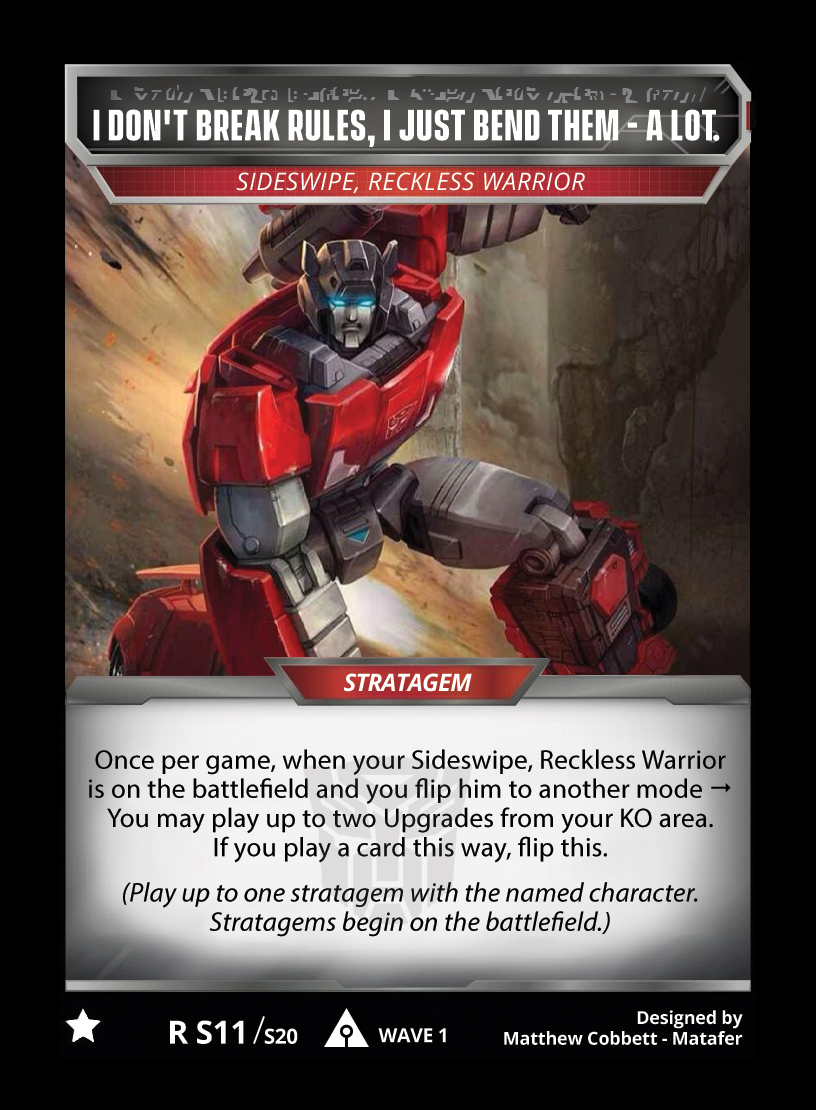 I DON'T BREAK RULES, I JUST BEND THEM - A LOT.
SIDESWIPE, RECKLESS WARRIOR
STRATAGEM
Once per game, when your Sideswipe, Reckless Warrior
is on the battlefield and you flip him to another mode →
You may play up to two Upgrades from your KO area.
If you play a card this way, flip this.
(Play up to one stratagem with the named character.
Stratagems begin on the battlefield.)
R S11/S20 WAVE 1
Designed by
Matthew Cobbett - Matafer